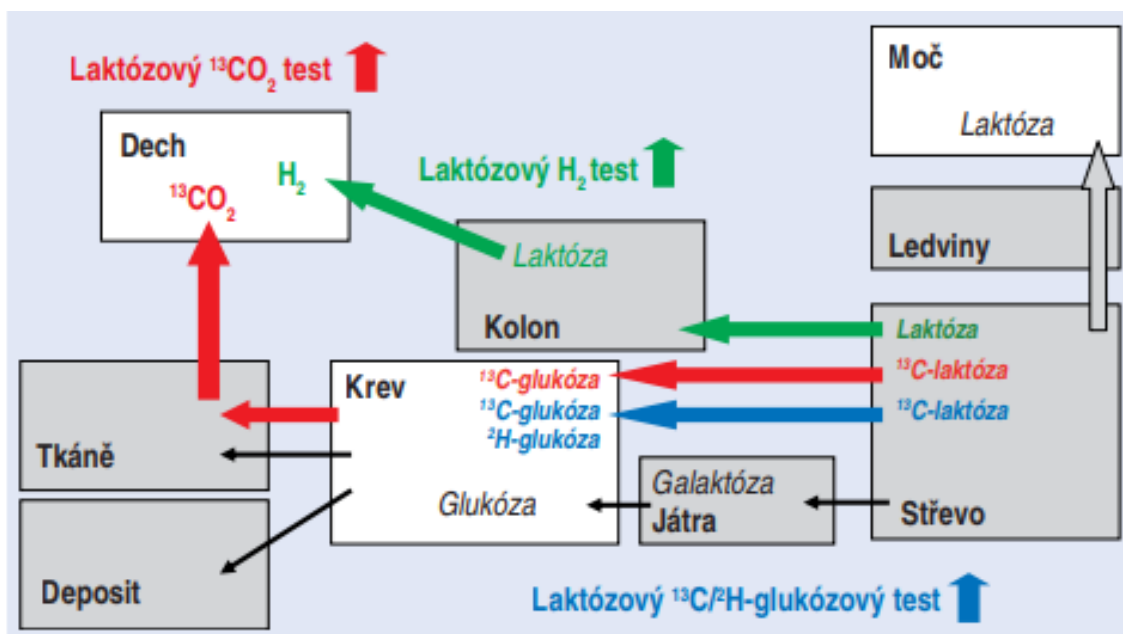 Laktózový ¹³CO₂ test
Dech
H₂
¹³CO₂
Laktózový H₂ test
Moč
Laktóza
Ledviny
Laktóza
Kolon
Laktóza
¹³C-laktóza
¹³C-laktóza
Střevo
Krev
¹³C-glukóza
¹³C-glukóza
²H-glukóza
Glukóza
Galaktóza
Játra
Tkáně
Deposit
Laktózový ¹³C/²H-glukózový test